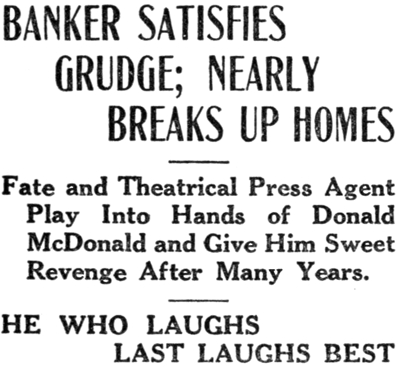 BANKER SATISFIES
GRUDGE; NEARLY
BREAKS UP HOMES
Fate and Theatrical Press Agent
Play Into Hands of Donald
McDonald and Give Him Sweet
Revenge After Many Years.
HE WHO LAUGHS
LAST LAUGHS BEST